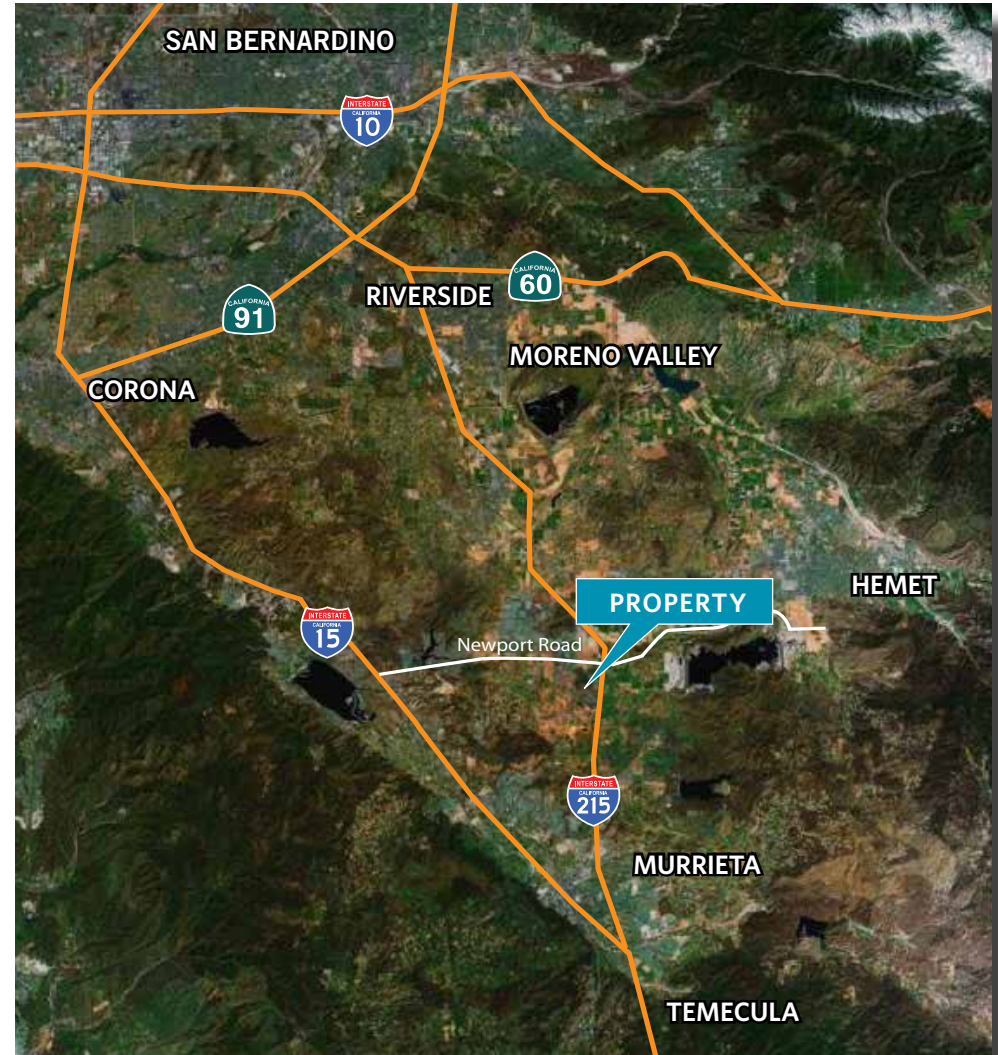 SAN BERNARDINO
INTERSTATE
CALIFORNIA
10
CALIFORNIA
60
RIVERSIDE
CALIFORNIA
91
MORENO VALLEY
CORONA
HEMET
PROPERTY
INTERSTATE
CALIFORNIA
15
Newport Road
INTERSTATE
CALIFORNIA
215
MURRIETA
TEMECULA